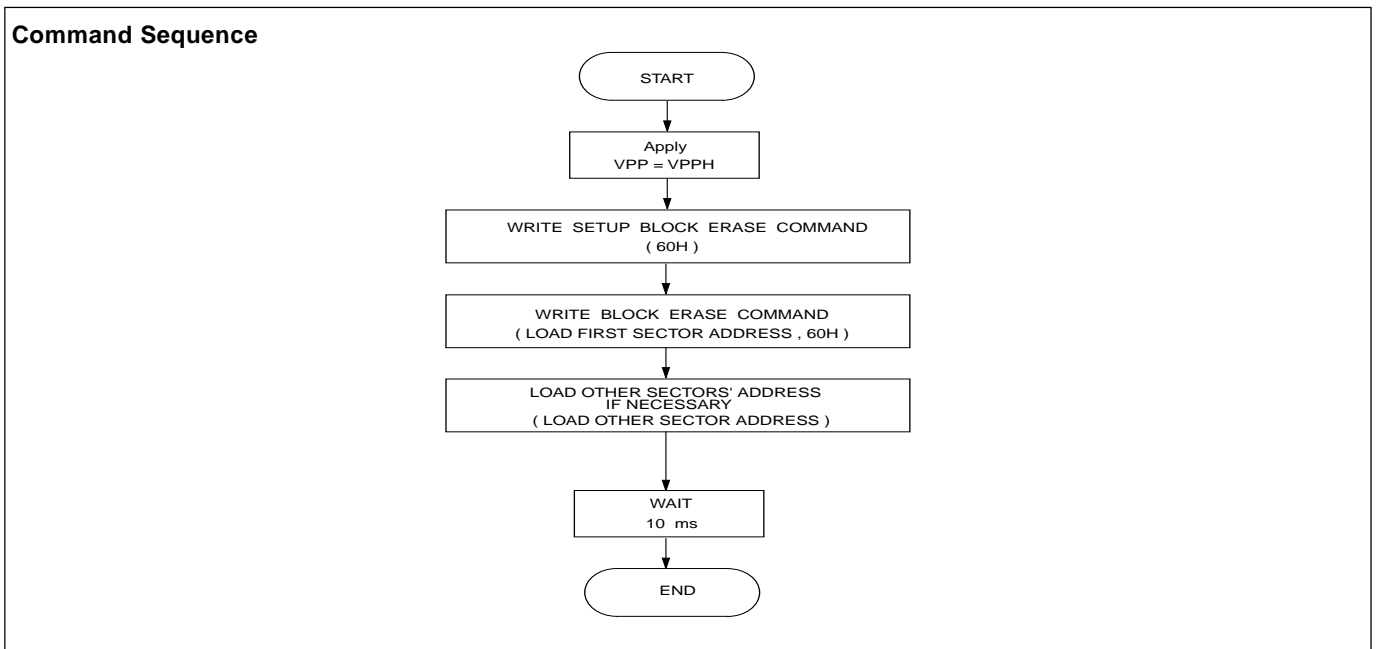 Command Sequence
START
Apply
VPP = VPPH
WRITE SETUP BLOCK ERASE COMMAND
( 60H )
WRITE BLOCK ERASE COMMAND
( LOAD FIRST SECTOR ADDRESS , 60H )
LOAD OTHER SECTORS' ADDRESS
IF NECESSARY
( LOAD OTHER SECTOR ADDRESS )
WAIT
10 ms
END